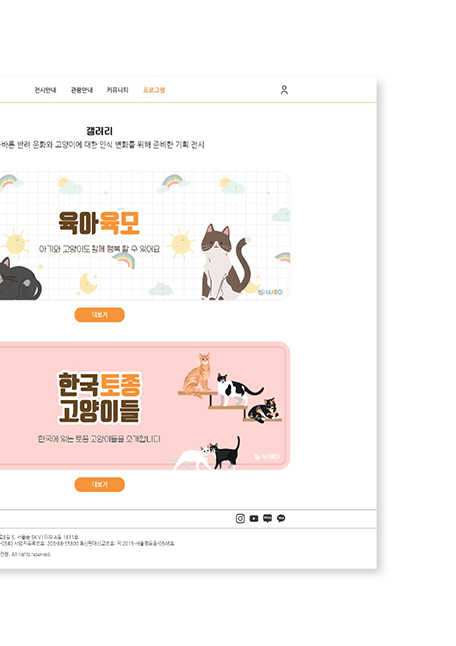 전시안내 관람안내 커뮤니티 프로그램
갤러리
바른 반려 문화와 고양이에 대한 인식 변화를 위해 준비한 기획 전시
육아육모
아기와 고양이도 함께 행복 할 수 있어요
더보기
한국토종
고양이들
한국에 있는 토종 고양이들을 소개합니다
더보기
All rights reserved.